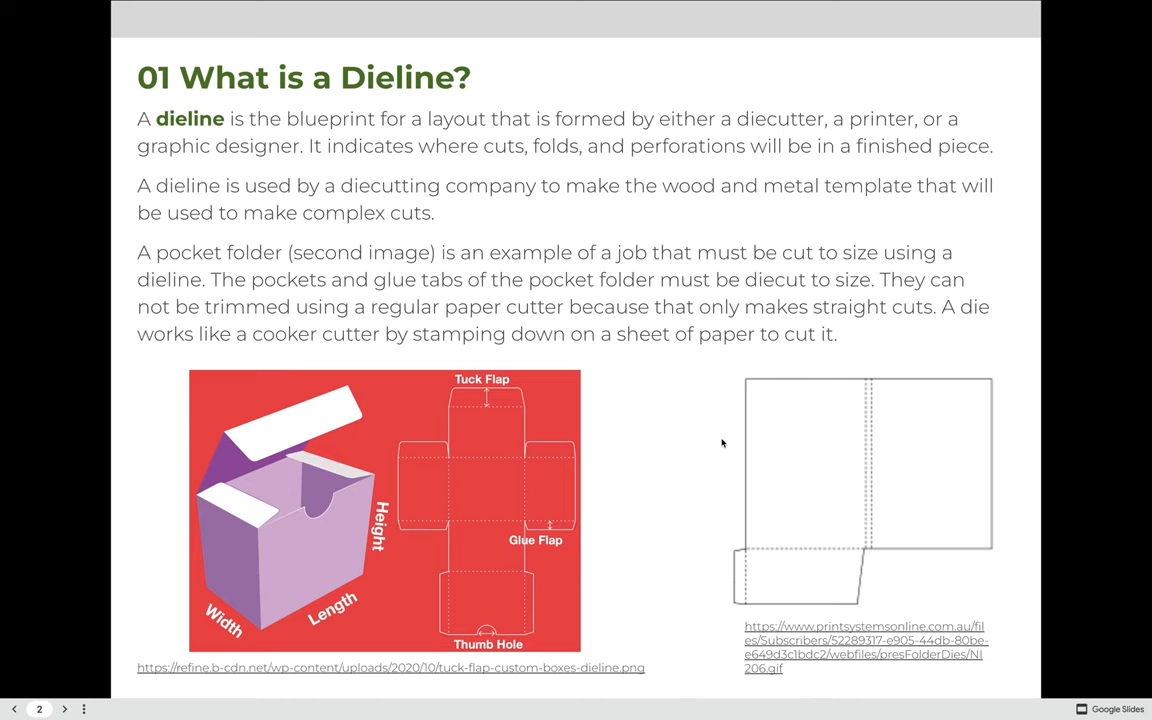 01 What is a Dieline?
A dieline is the blueprint for a layout that is formed by either a diecutter, a printer, or a
graphic designer. It indicates where cuts, folds, and perforations will be in a finished piece.
A dieline is used by a diecutting company to make the wood and metal template that will
be used to make complex cuts.
A pocket folder (second image) is an example of a job that must be cut to size using a
dieline. The pockets and glue tabs of the pocket folder must be diecut to size. They can
not be trimmed using a regular paper cutter because that only makes straight cuts. A die
works like a cooker cutter by stamping down on a sheet of paper to cut it.
Tuck Flap
Height
Glue Flap
Width
Length
Thumb Hole
https://refine.b-cdn.net/wp-content/uploads/2020/10/tuck-flap-custom-boxes-dieline.png
https://www.printsystemsonline.com.au/fil
es/Subscribers/52289317-e905-44db-80be-
e649d3c1bdc2/webfiles/presFolderDies/NI
206.gif
2
Google Slides